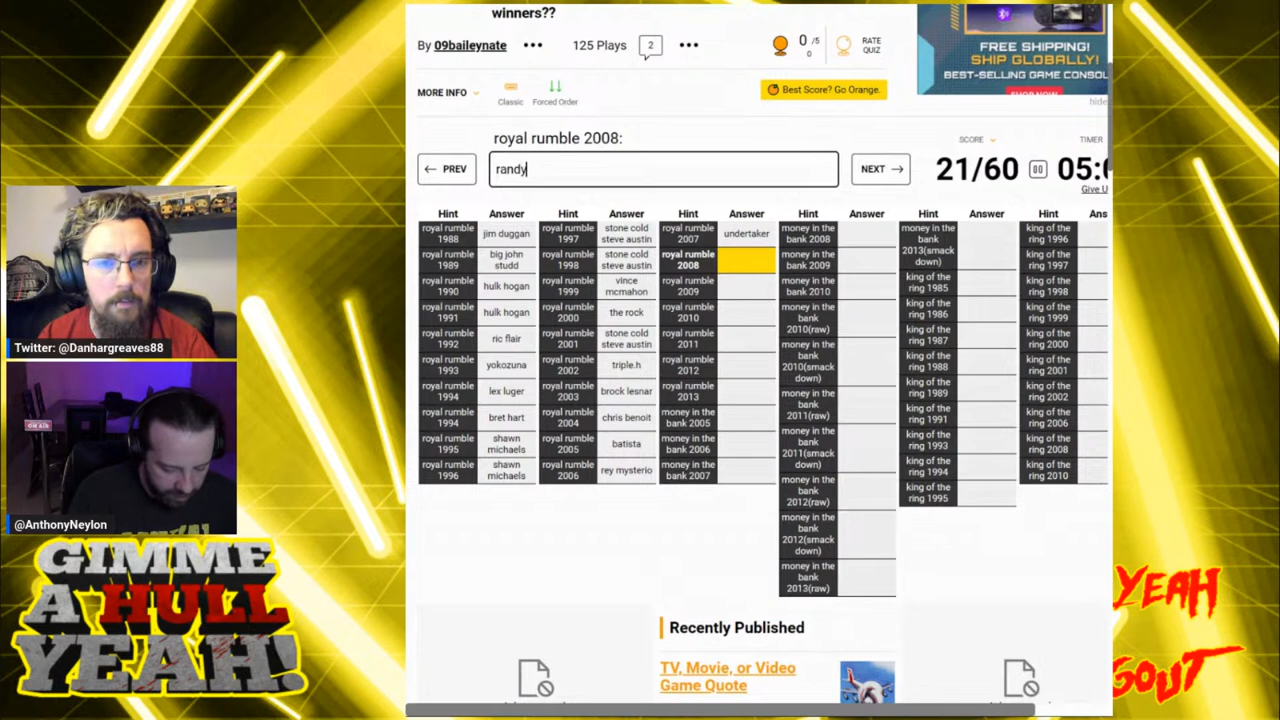 winners??
By 09baileynate ••• 125 Plays 2 •••
0 /5
0
RATE
QUIZ
FREE SHIPPING!
SHIP GLOBALLY!
BEST-SELLING GAME CONSOL
SHOP NOW
hide
MORE INFO
Classic
Forced Order
Best Score? Go Orange.
royal rumble 2008:
SCORE
TIMER
← PREV
randy
NEXT →
21/60
05:
Give U
Hint Answer Hint Answer Hint Answer Hint Answer Hint Answer Hint Ans
royal rumble 1988 jim duggan
royal rumble 1989 big john studd
royal rumble 1990 hulk hogan
royal rumble 1991 hulk hogan
royal rumble 1992 ric flair
royal rumble 1993 yokozuna
royal rumble 1994 lex luger
royal rumble 1994 bret hart
royal rumble 1995 shawn michaels
royal rumble 1996 shawn michaels
royal rumble 1997 stone cold steve austin
royal rumble 1998 stone cold steve austin
royal rumble 1999 vince mcmahon
royal rumble 2000 the rock
royal rumble 2001 stone cold steve austin
royal rumble 2002 triple.h
royal rumble 2003 brock lesnar
royal rumble 2004 chris benoit
royal rumble 2005 batista
royal rumble 2006 rey mysterio
royal rumble 2007 undertaker
royal rumble 2008
royal rumble 2009
royal rumble 2010
royal rumble 2011
royal rumble 2012
royal rumble 2013
money in the bank 2005
money in the bank 2006
money in the bank 2007
money in the bank 2008
money in the bank 2009
money in the bank 2010
money in the bank 2010(raw)
money in the bank 2010(smack down)
money in the bank 2011(raw)
money in the bank 2011(smack down)
money in the bank 2012(raw)
money in the bank 2012(smack down)
money in the bank 2013(raw)
money in the bank 2013(smack down)
king of the ring 1985
king of the ring 1986
king of the ring 1987
king of the ring 1988
king of the ring 1989
king of the ring 1991
king of the ring 1993
king of the ring 1994
king of the ring 1995
king of the ring 1996
king of the ring 1997
king of the ring 1998
king of the ring 1999
king of the ring 2000
king of the ring 2001
king of the ring 2002
king of the ring 2006
king of the ring 2008
king of the ring 2010
Recently Published
TV, Movie, or Video
Game Quote
Twitter: @Danhargreaves88
ON AIR
@AnthonyNeylon
GIMME
A HULL
YEAH!
YEAH
GOUT